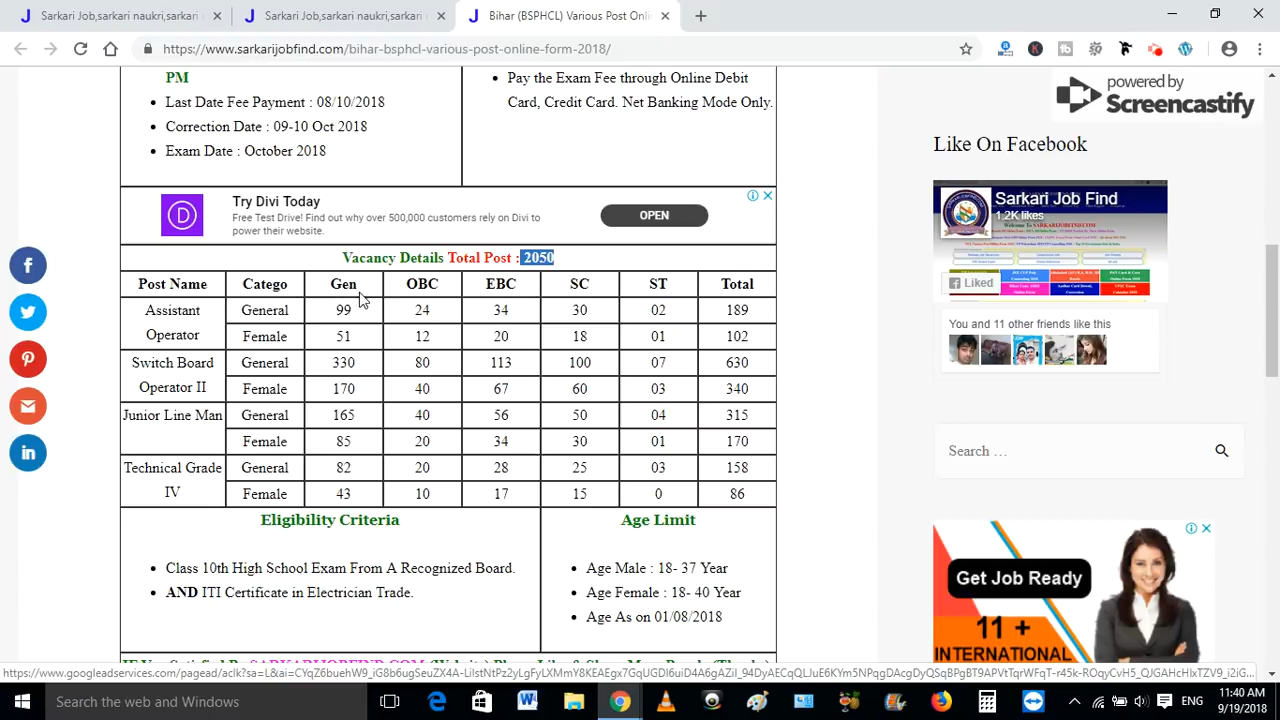 Sarkari Job,sarkari naukri,sarkari
Sarkari Job,sarkari naukri,sarkari
Bihar (BSPHCL) Various Post Onli
https://www.sarkarijobfind.com/bihar-bsphcl-various-post-online-form-2018/
PM
Last Date Fee Payment : 08/10/2018
Correction Date : 09-10 Oct 2018
Exam Date : October 2018
Pay the Exam Fee through Online Debit
Card, Credit Card. Net Banking Mode Only.
powered by
Screencastify
Try Divi Today
Free Test Drive! Find out why over 500,000 customers rely on Divi to
power their website.
OPEN
Vacancy Details Total Post : 2050
Post Name Catego Gen OBC EBC SC ST Total
Assistant Operator General 99 24 34 30 02 189
Female 51 12 20 18 01 102
Switch Board Operator II General 330 80 113 100 07 630
Female 170 40 67 60 03 340
Junior Line Man General 165 40 56 50 04 315
Female 85 20 34 30 01 170
Technical Grade IV General 82 20 28 25 03 158
Female 43 10 17 15 0 86
Eligibility Criteria
Class 10th High School Exam From A Recognized Board.
AND ITI Certificate in Electrician Trade.
Age Limit
Age Male : 18- 37 Year
Age Female : 18- 40 Year
Age As on 01/08/2018
Like On Facebook
Sarkari Job Find
1.2K likes
Liked
You and 11 other friends like this
Search …
Get Job Ready
11 +
INTERNATIONAL
Search the web and Windows
ENG
11:40 AM
9/19/2018